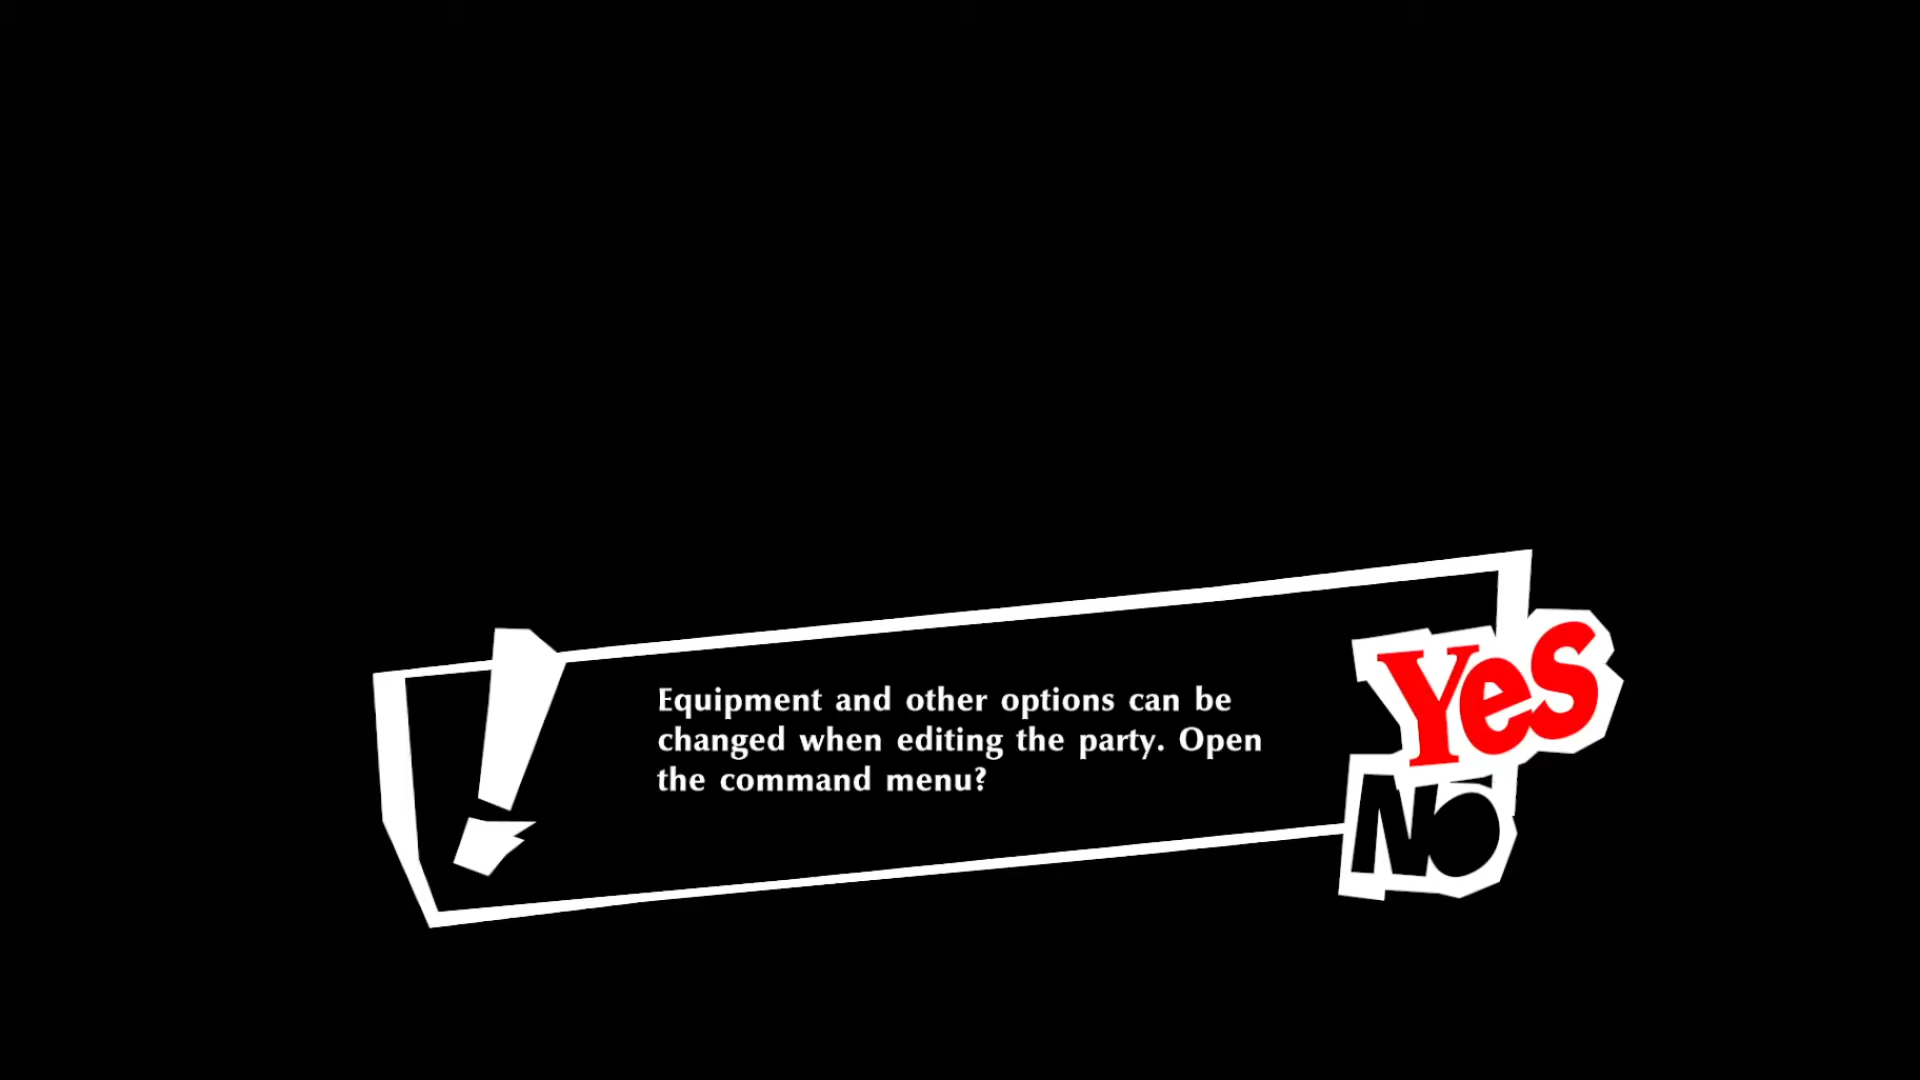 Equipment and other options can be
changed when editing the party. Open
the command menu?
Yes
NO